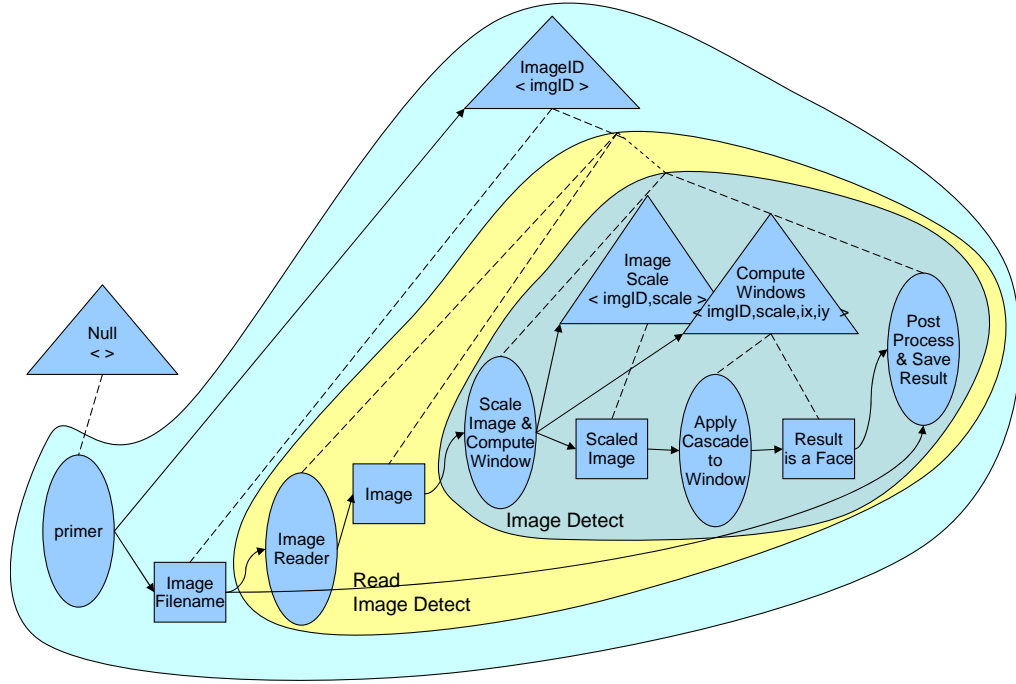 ImageID
< imgID >
Image
Scale
< imgID,scale >
Compute
Windows
< imgID,scale,ix,iy >
Null
< >
Post
Process
& Save
Result
Scale
Image &
Compute
Window
Scaled
Image
Apply
Cascade
to
Window
Result
is a Face
Image
Image Detect
primer
Image
Reader
Image
Filename
Read
Image Detect